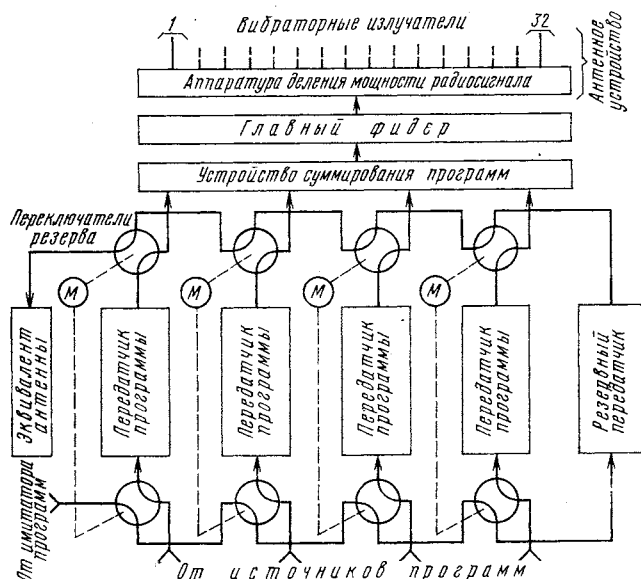 1 Вибраторные излучатели 32
Антенное
устройство
Аппаратура деления мощности радиосигнала
Главный фидер
Устройство суммирования программ
Переключатели
резерва
М М М М
Эквивалент
антенны
Передатчик
программы
Передатчик
программы
Передатчик
программы
Передатчик
программы
Резервный
передатчик
От имитатора
программ
От источников программ